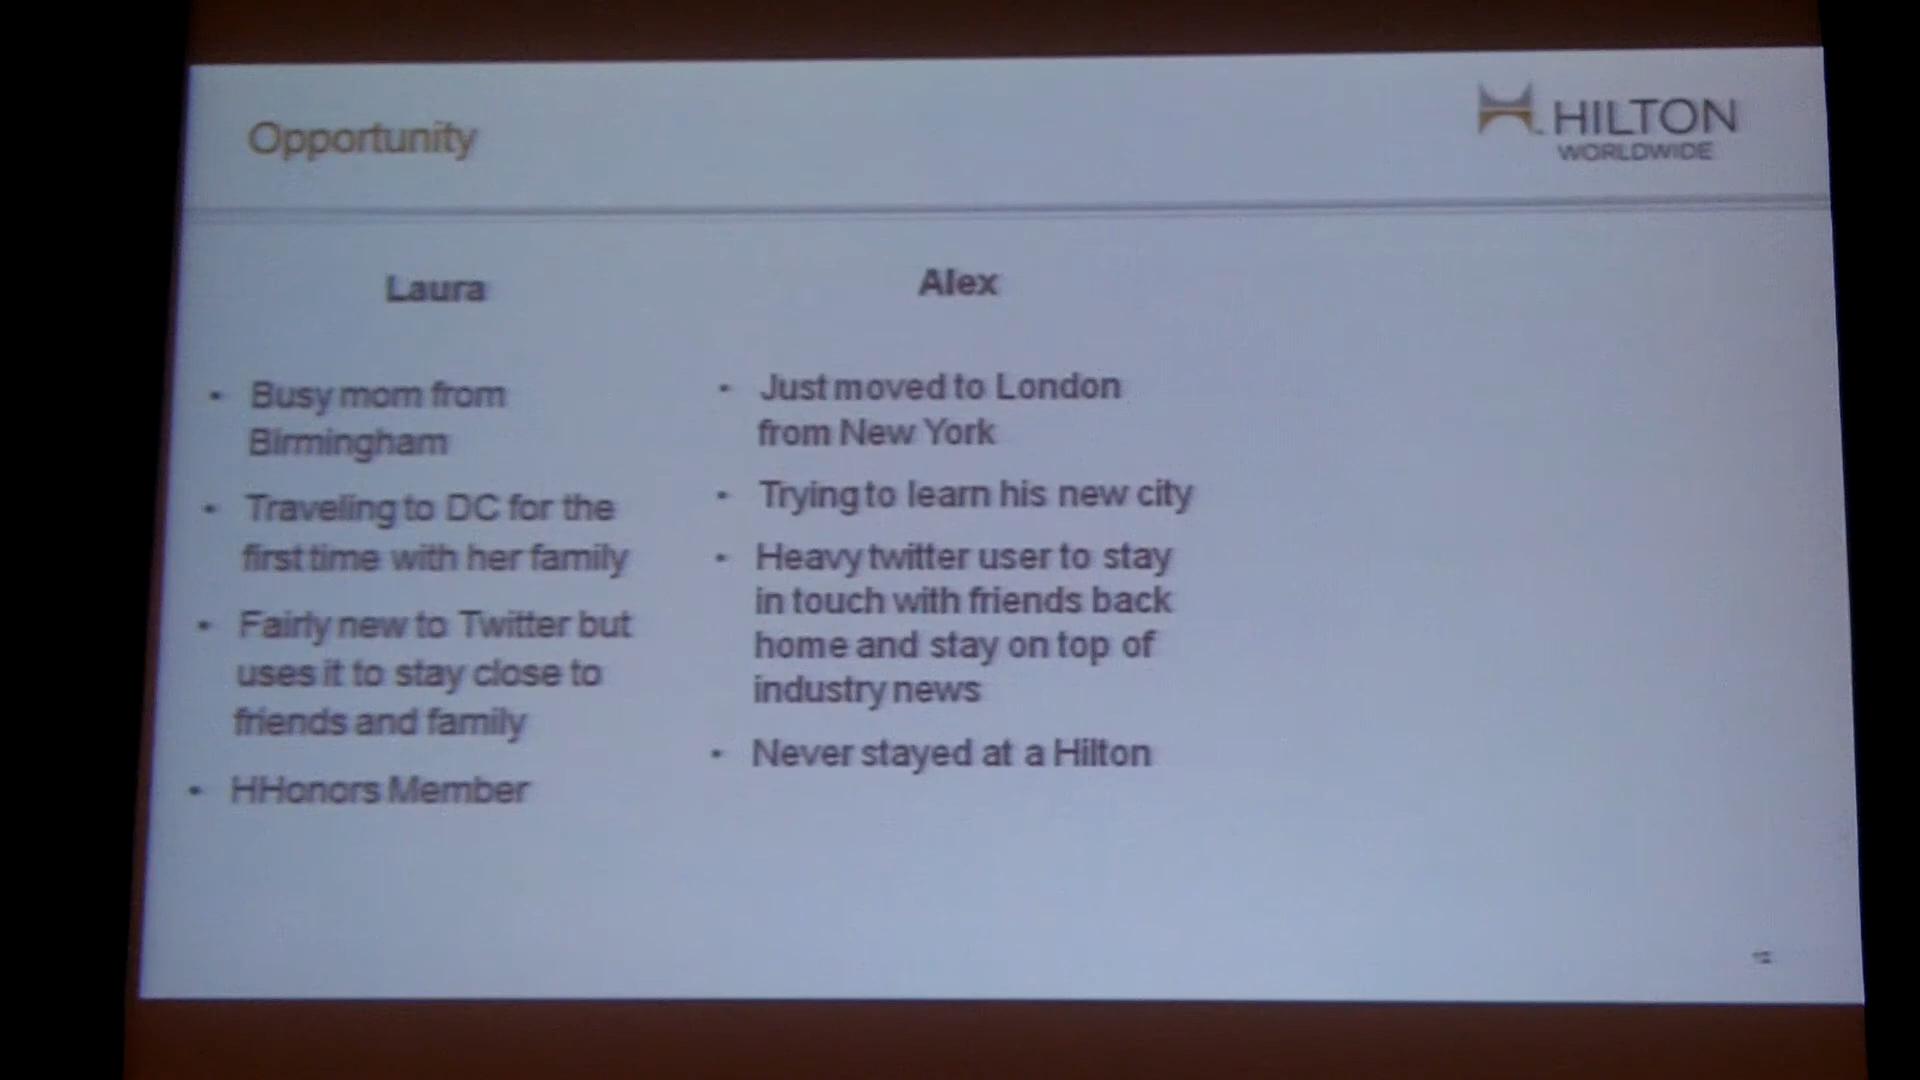 Opportunity
HILTON
WORLDWIDE
Laura
• Busy mom from
Birmingham
• Traveling to DC for the
first time with her family
• Fairly new to Twitter but
uses it to stay close to
friends and family
• HHonors Member
Alex
• Just moved to London
from New York
• Trying to learn his new city
• Heavy twitter user to stay
in touch with friends back
home and stay on top of
industry news
• Never stayed at a Hilton